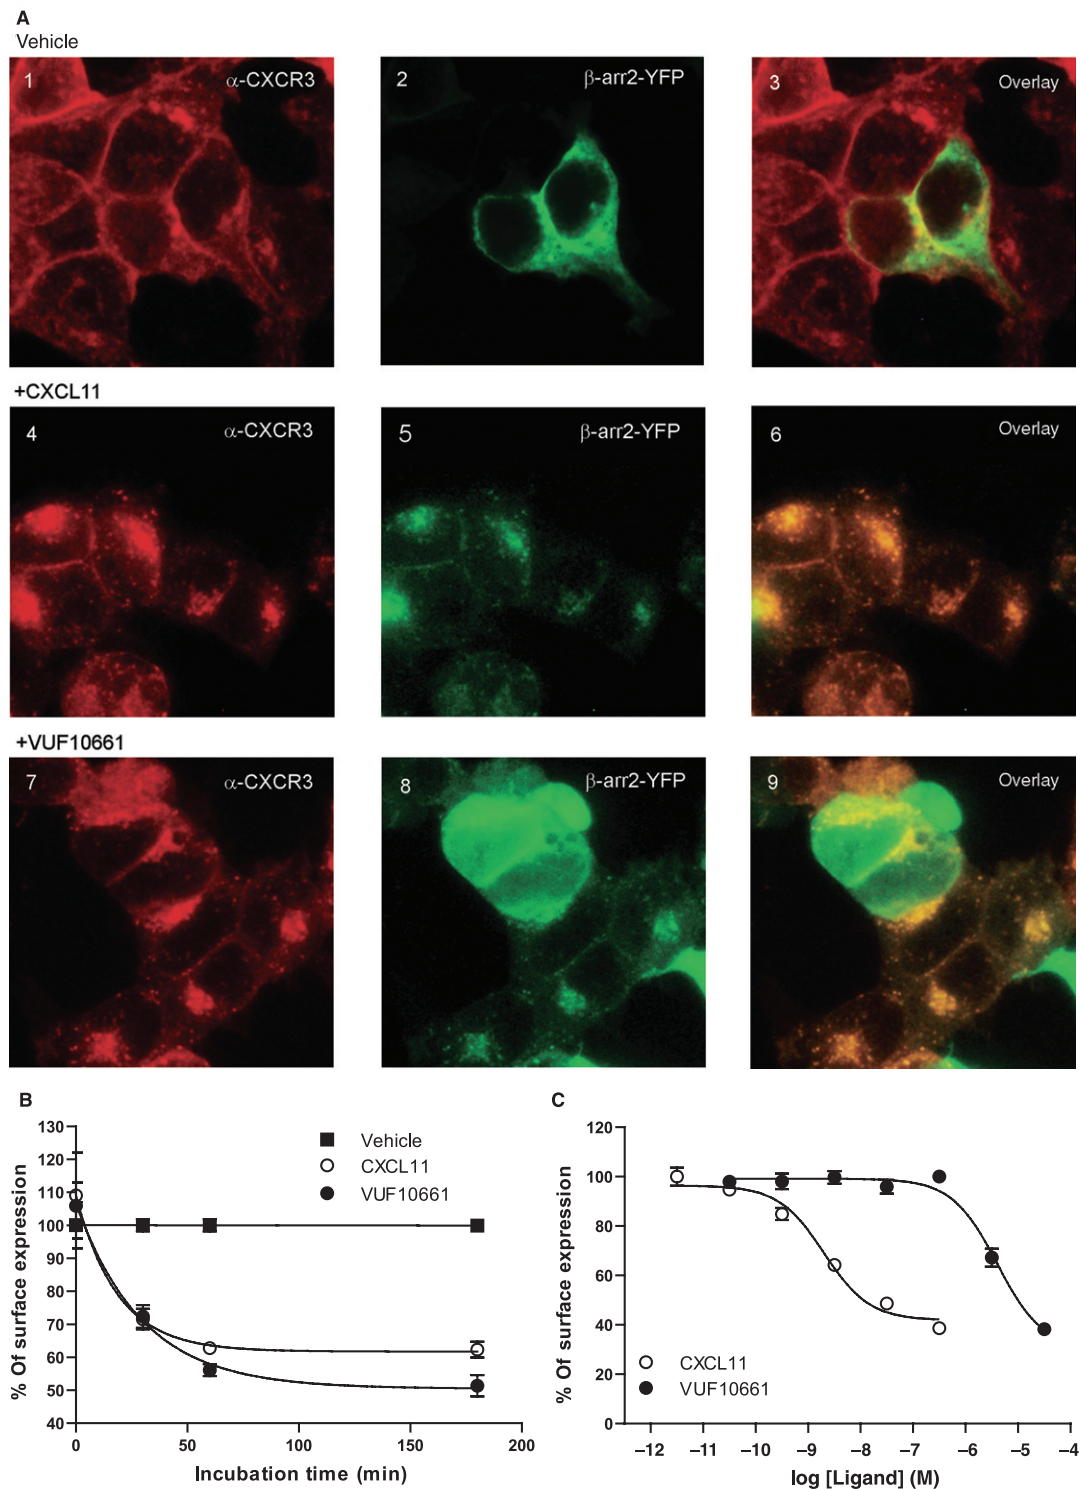 A
Vehicle
1 α-CXCR3
2 β-arr2-YFP
3 Overlay
+CXCL11
4 α-CXCR3
5 β-arr2-YFP
6 Overlay
+VUF10661
7 α-CXCR3
8 β-arr2-YFP
9 Overlay
B
% Of surface expression
130
120
110
100
90
80
70
60
50
40
0 50 100 150 200
Incubation time (min)
Vehicle
CXCL11
VUF10661
C
% Of surface expression
120
100
80
60
40
20
0
–12 –11 –10 –9 –8 –7 –6 –5 –4
log [Ligand] (M)
CXCL11
VUF10661